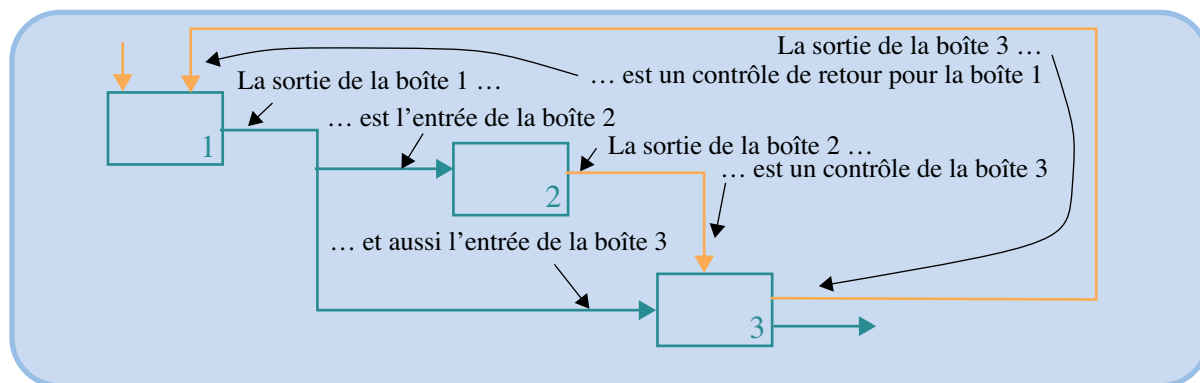 La sortie de la boîte 3 …
… est un contrôle de retour pour la boîte 1
La sortie de la boîte 1 …
… est l’entrée de la boîte 2
1
La sortie de la boîte 2 …
… est un contrôle de la boîte 3
2
… et aussi l’entrée de la boîte 3
3